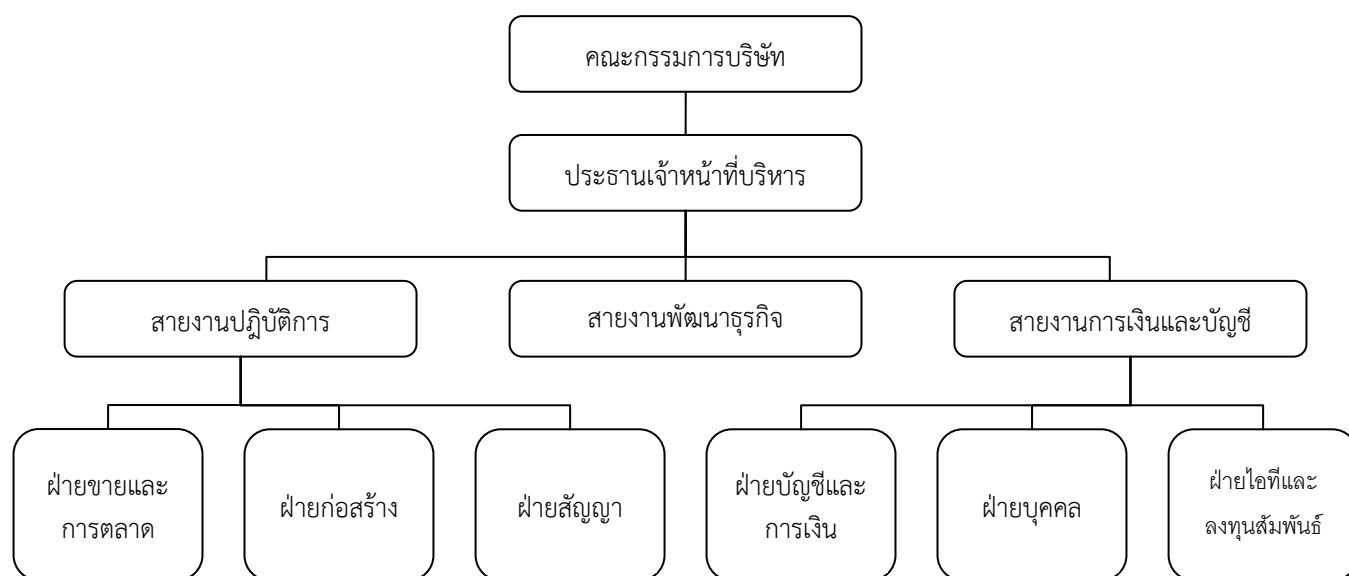 คณะกรรมการบริษัท
ประธานเจ้าหน้าที่บริหาร
สายงานปฎิบัติการ
สายงานพัฒนาธุรกิจ
สายงานการเงินและบัญชี
ฝ่ายขายและ
การตลาด
ฝ่ายก่อสร้าง
ฝ่ายสัญญา
ฝ่ายบัญชีและ
การเงิน
ฝ่ายบุคคล
ฝ่ายไอทีและ
ลงทุนสัมพันธ์